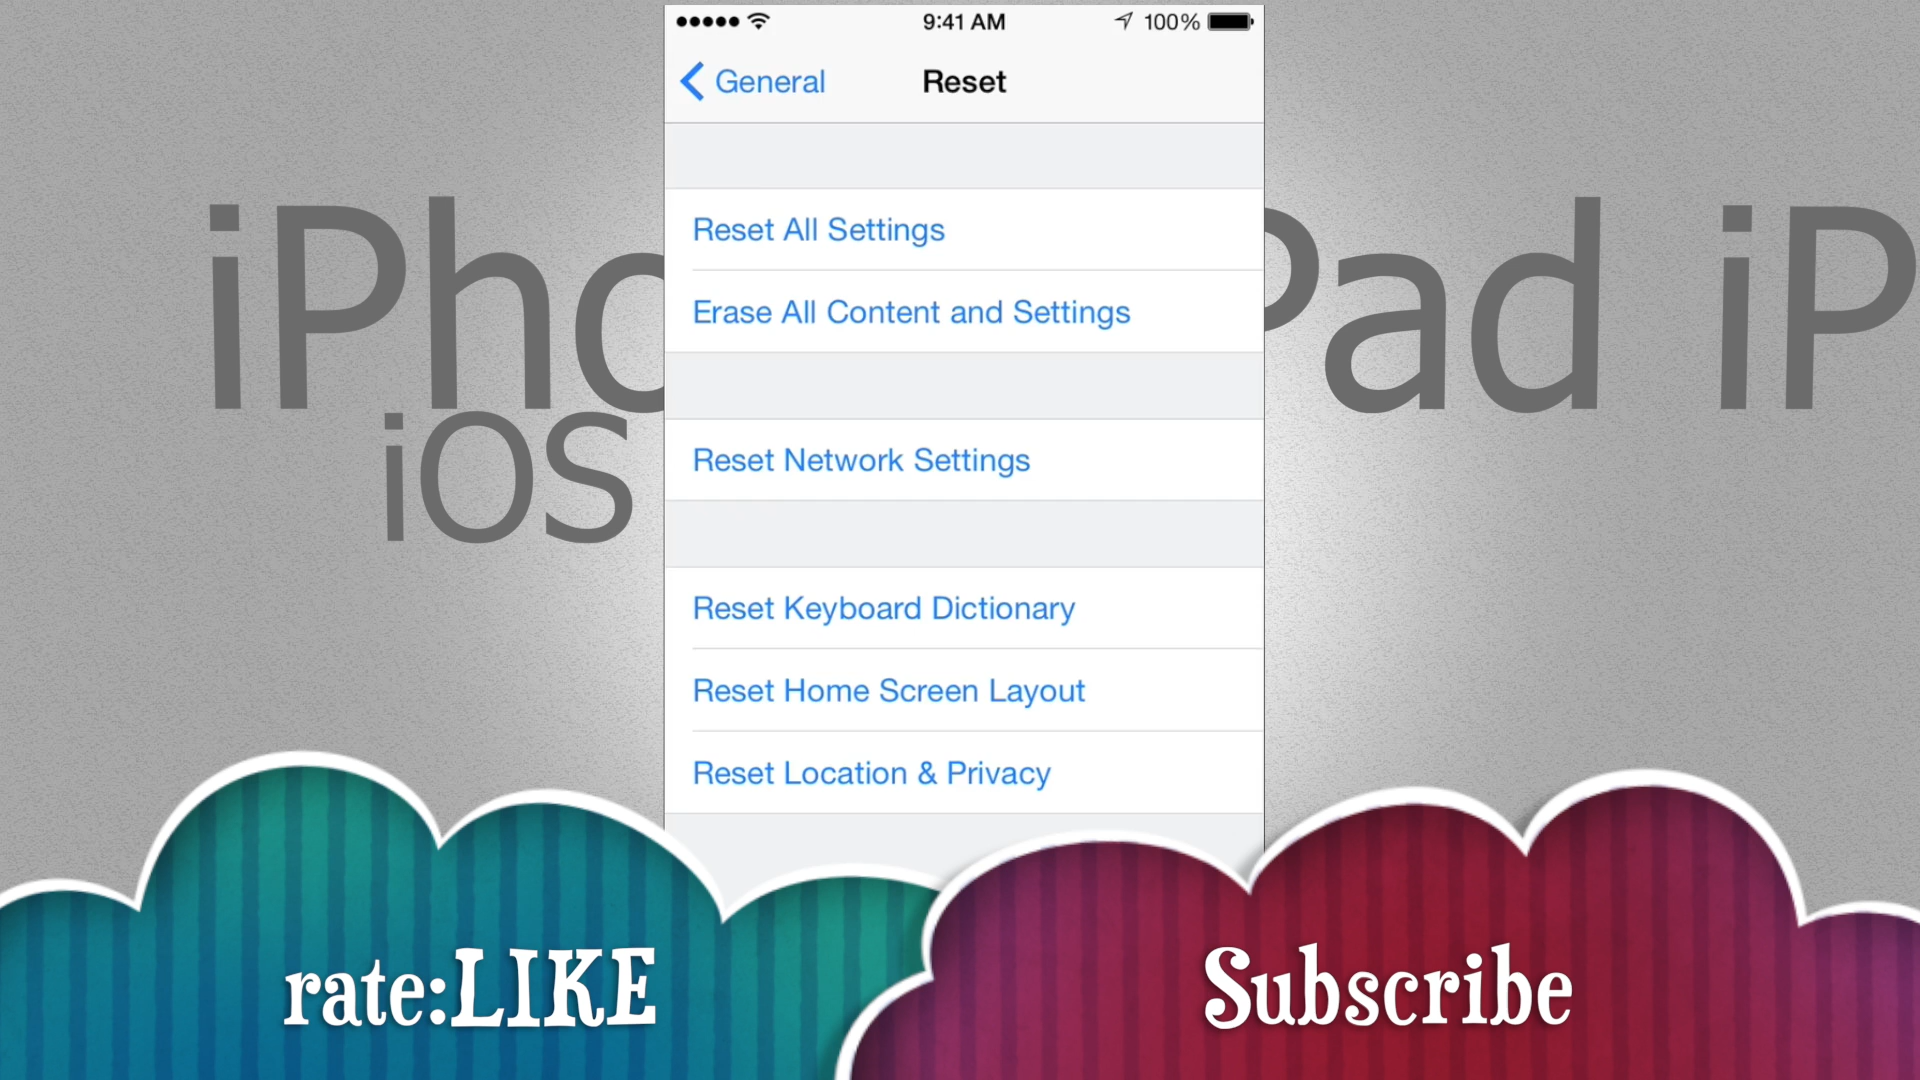 9:41 AM
100%
General
Reset
Reset All Settings
Erase All Content and Settings
iPho
Pad iP
iOS
Reset Network Settings
Reset Keyboard Dictionary
Reset Home Screen Layout
Reset Location & Privacy
rate:LIKE
Subscribe